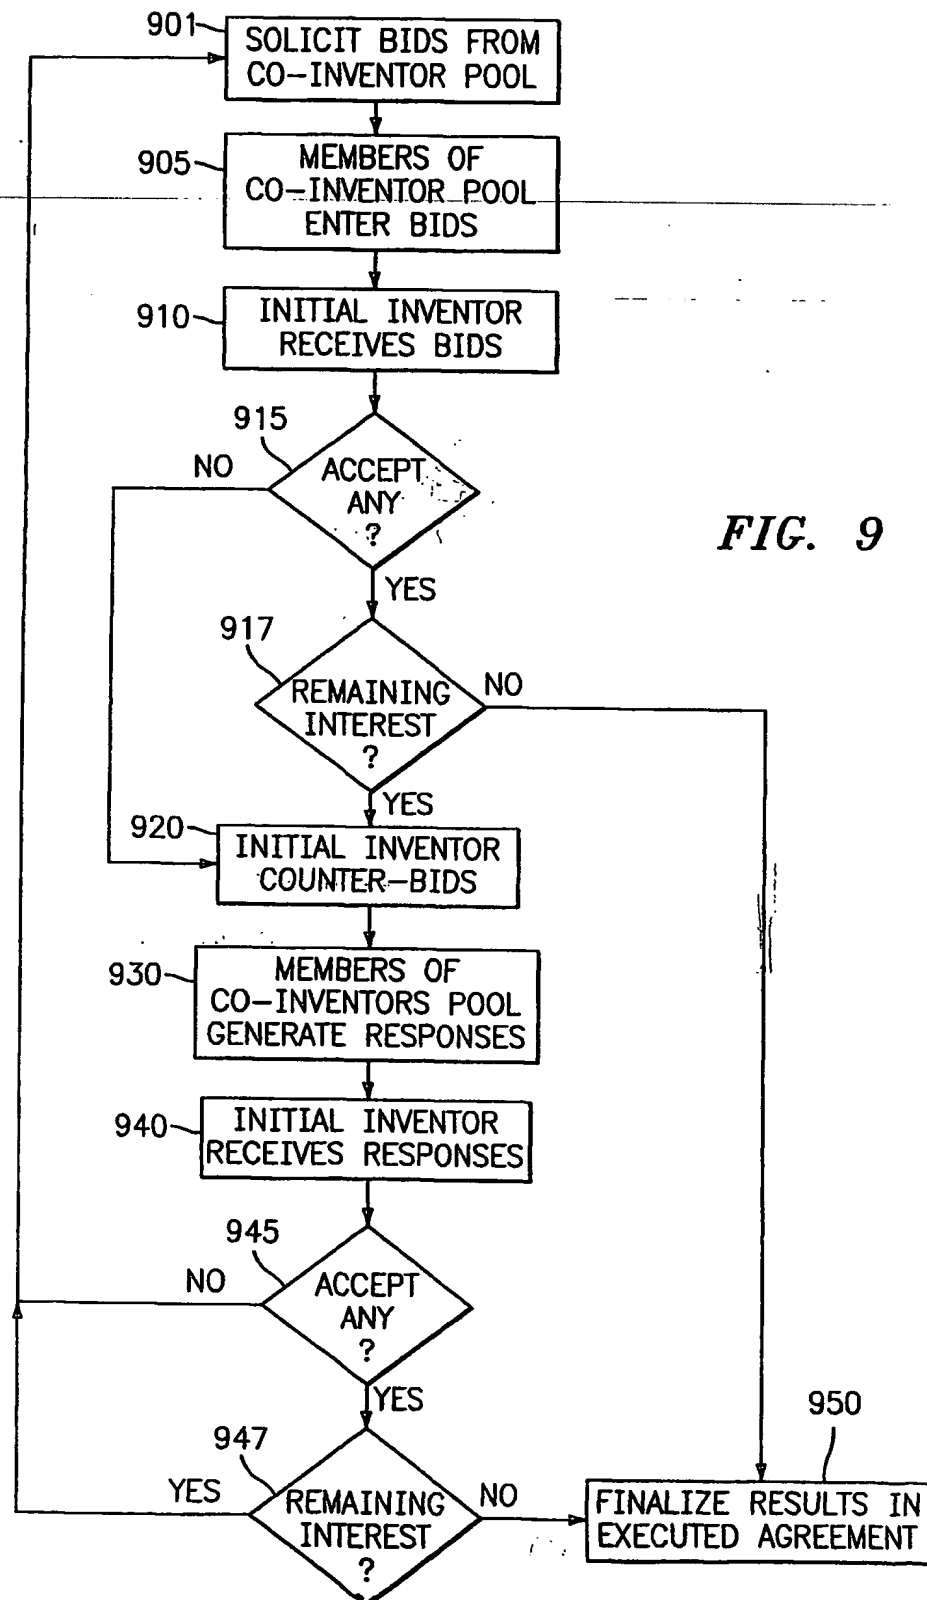 901
SOLICIT BIDS FROM
CO-INVENTOR POOL
905
MEMBERS OF
CO-INVENTOR POOL
ENTER BIDS
910
INITIAL INVENTOR
RECEIVES BIDS
915
NO
ACCEPT
ANY
?
YES
FIG. 9
917
REMAINING
INTEREST
?
NO
YES
920
INITIAL INVENTOR
COUNTER-BIDS
930
MEMBERS OF
CO-INVENTORS POOL
GENERATE RESPONSES
940
INITIAL INVENTOR
RECEIVES RESPONSES
945
NO
ACCEPT
ANY
?
YES
947
YES
REMAINING
INTEREST
?
NO
950
FINALIZE RESULTS IN
EXECUTED AGREEMENT